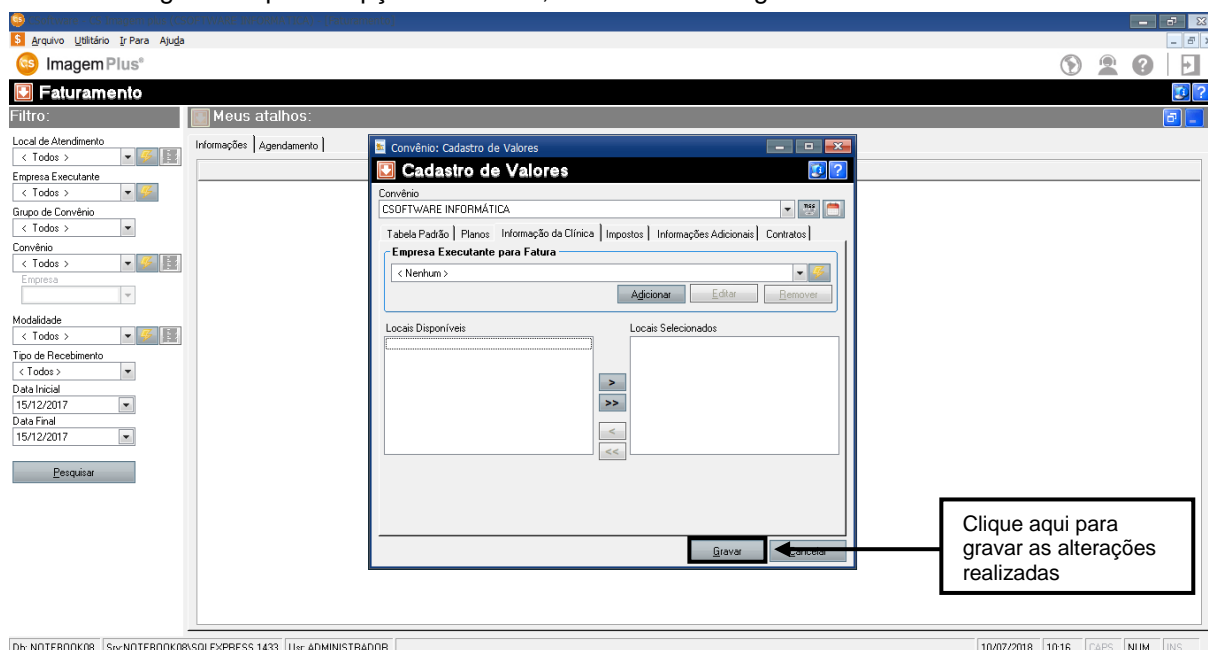 Arquivo Utilitário Ir Para Ajuda
CS ImagemPlus®
Faturamento
Filtro:
Meus atalhos:
Local de Atendimento
< Todos >
Empresa Executante
< Todos >
Grupo de Convênio
< Todos >
Convênio
< Todos >
Empresa
Modalidade
< Todos >
Tipo de Recebimento
< Todos >
Data Inicial
15/12/2017
Data Final
15/12/2017
Pesquisar
Informações Agendamento
Convênio: Cadastro de Valores
Cadastro de Valores
Convênio
CSOFTWARE INFORMÁTICA
Tabela Padrão Planos Informação da Clínica Impostos Informações Adicionais Contratos
Empresa Executante para Fatura
< Nenhum >
Adicionar Editar Remover
Locais Disponíveis Locais Selecionados
>
>>
<
<<
Gravar Cancelar
Clique aqui para
gravar as alterações
realizadas
Db: NOTEBOOK08 Srv:NOTEBOOK08\SQLEXPRESS,1433 Usr: ADMINISTRADOR 10/07/2018 10:16 CAPS NUM INS